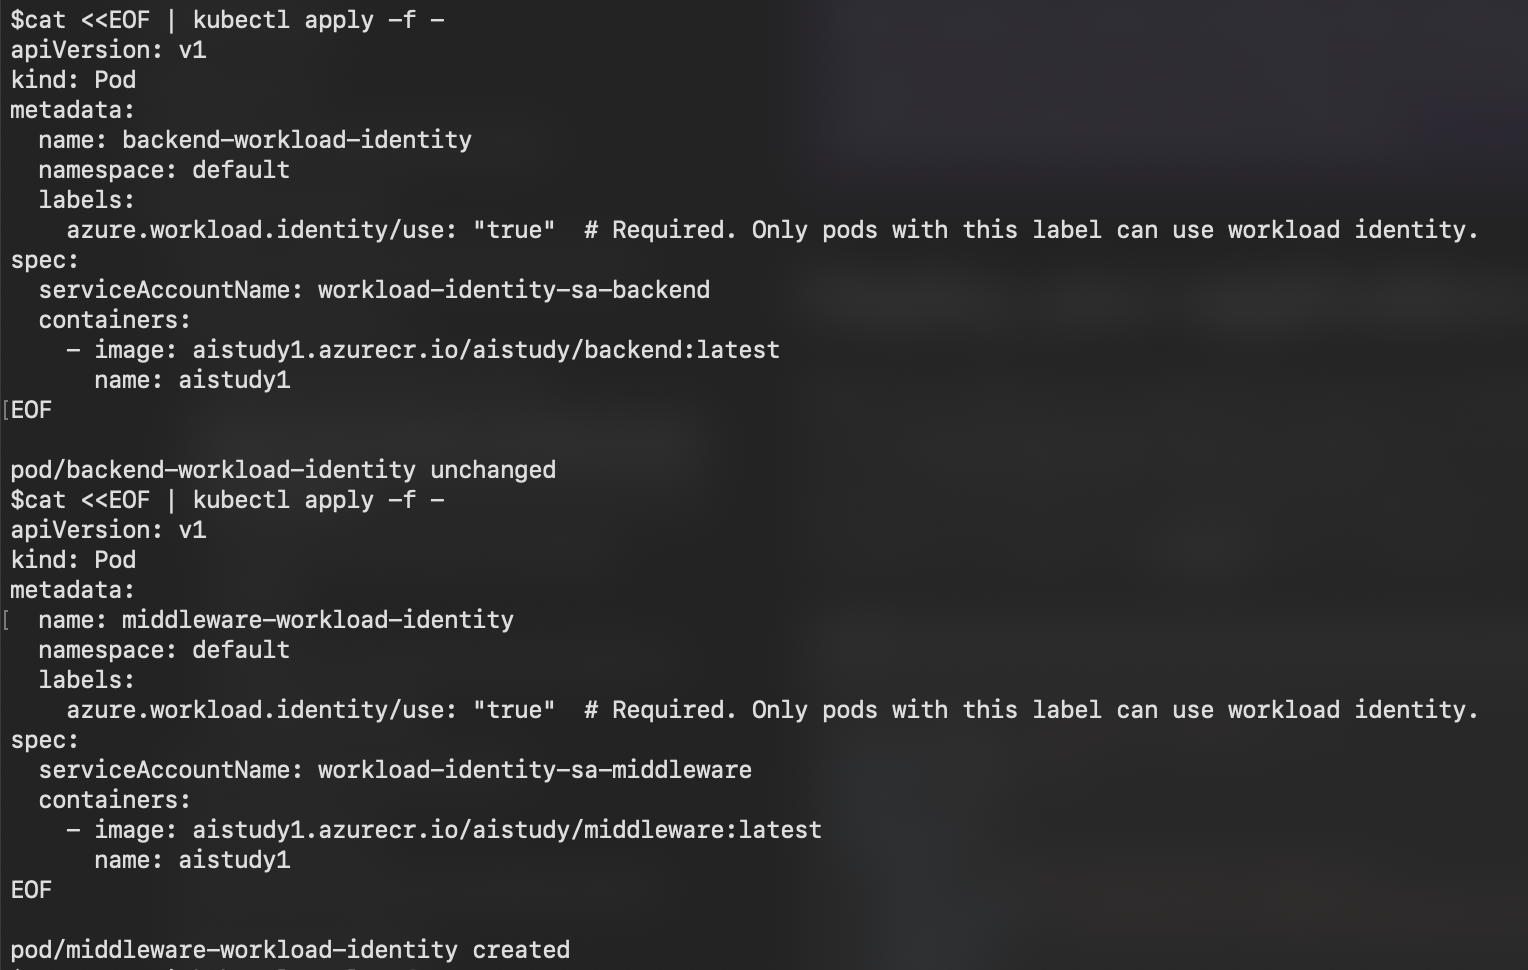 $cat <<EOF | kubectl apply -f -
apiVersion: v1
kind: Pod
metadata:
  name: backend-workload-identity
  namespace: default
  labels:
    azure.workload.identity/use: "true"  # Required. Only pods with this label can use workload identity.
spec:
  serviceAccountName: workload-identity-sa-backend
  containers:
    - image: aistudy1.azurecr.io/aistudy/backend:latest
      name: aistudy1
[EOF

pod/backend-workload-identity unchanged
$cat <<EOF | kubectl apply -f -
apiVersion: v1
kind: Pod
metadata:
[  name: middleware-workload-identity
  namespace: default
  labels:
    azure.workload.identity/use: "true"  # Required. Only pods with this label can use workload identity.
spec:
  serviceAccountName: workload-identity-sa-middleware
  containers:
    - image: aistudy1.azurecr.io/aistudy/middleware:latest
      name: aistudy1
EOF

pod/middleware-workload-identity created